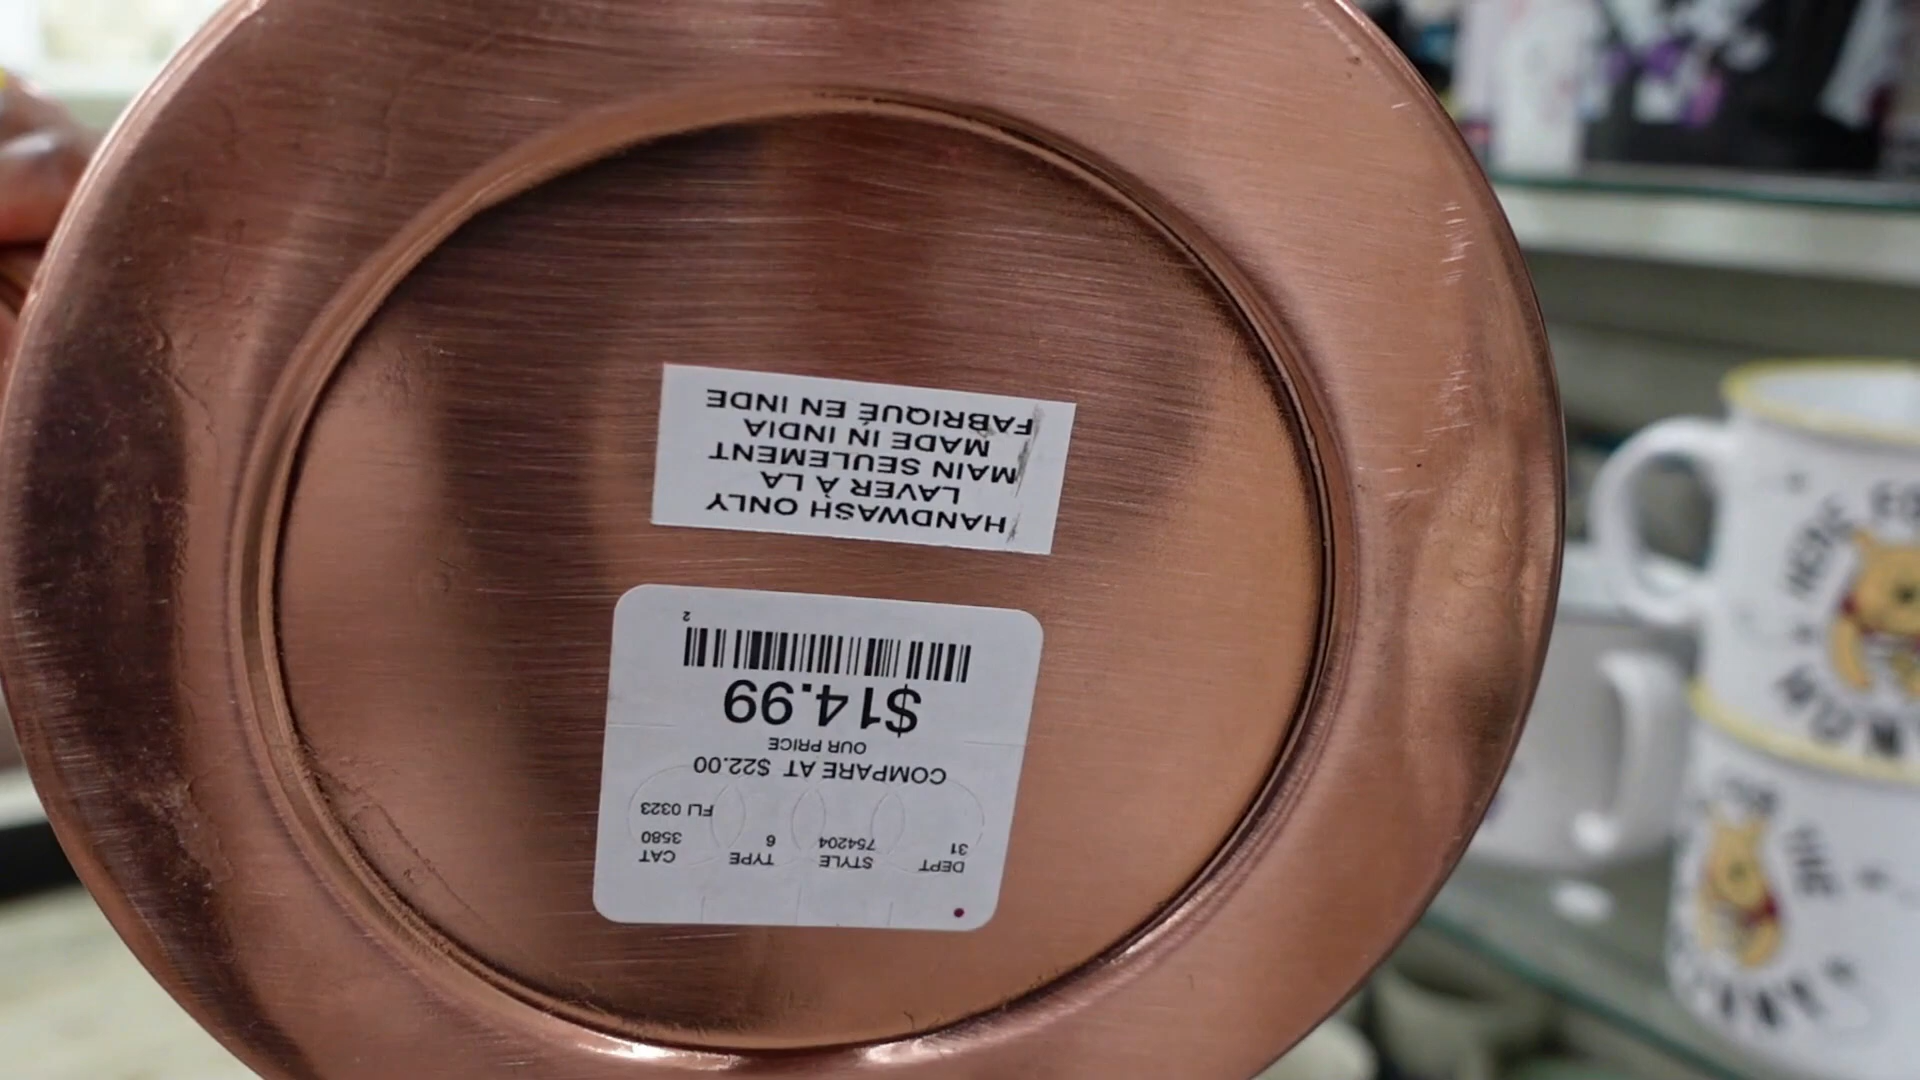 HANDWASH ONLY
LAVER À LA
MAIN SEULEMENT
MADE IN INDIA
FABRIQUÉ EN INDE
DEPT STYLE TYPE CAT
31 754204 6 3580
FLI 0323
COMPARE AT $22.00
OUR PRICE
$14.99
2